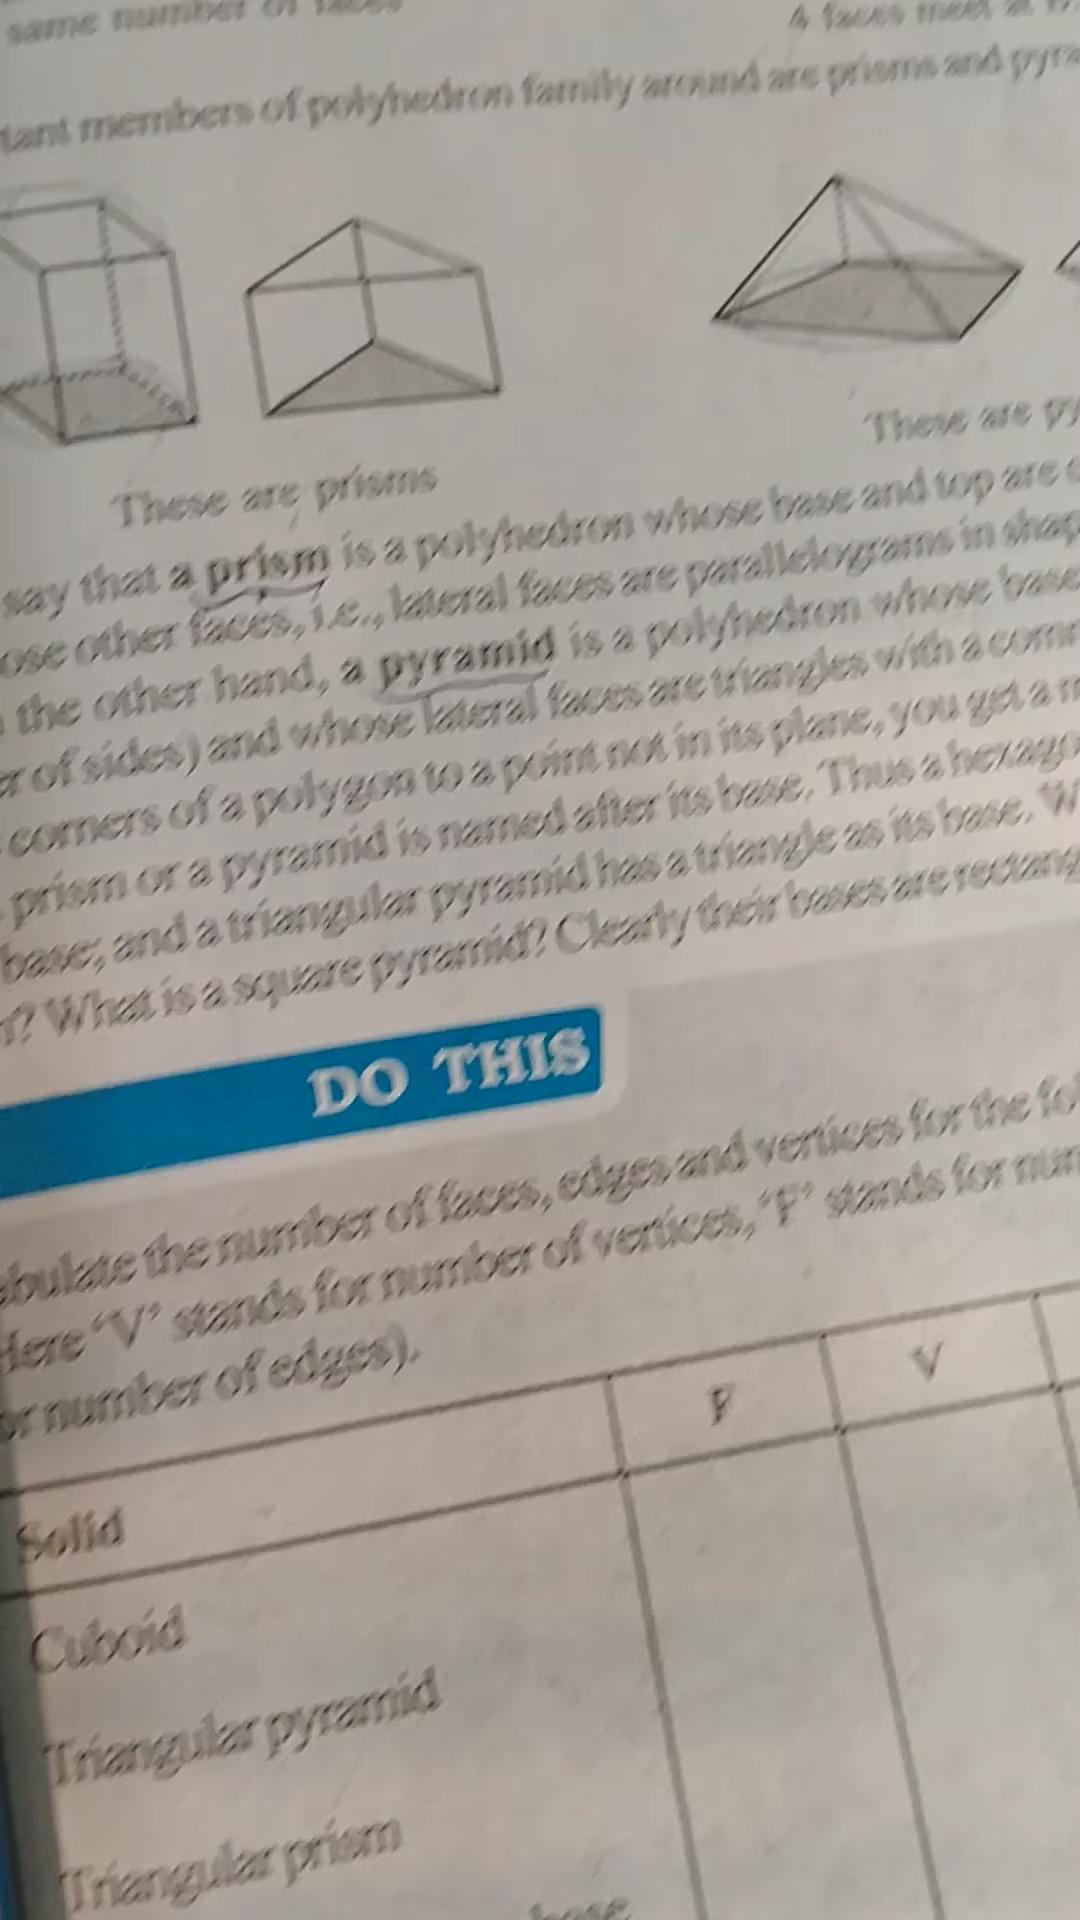 same number of faces
4 faces meet at
tant members of polyhedron family around are prisms and pyra
These are prisms
These are py
say that a prism is a polyhedron whose base and top are
ose other faces, i.e., lateral faces are parallelograms in shap
the other hand, a pyramid is a polyhedron whose base
er of sides) and whose lateral faces are triangles with a comm
corners of a polygon to a point not in its plane, you get a m
prism or a pyramid is named after its base. Thus a hexago
base; and a triangular pyramid has a triangle as its base. W
? What is a square pyramid? Clearly their bases are rectang
DO THIS
abulate the number of faces, edges and vertices for the fol
Here 'V' stands for number of vertices, 'F' stands for num
or number of edges).
Solid F V
Cuboid
Triangular pyramid
Triangular prism
base